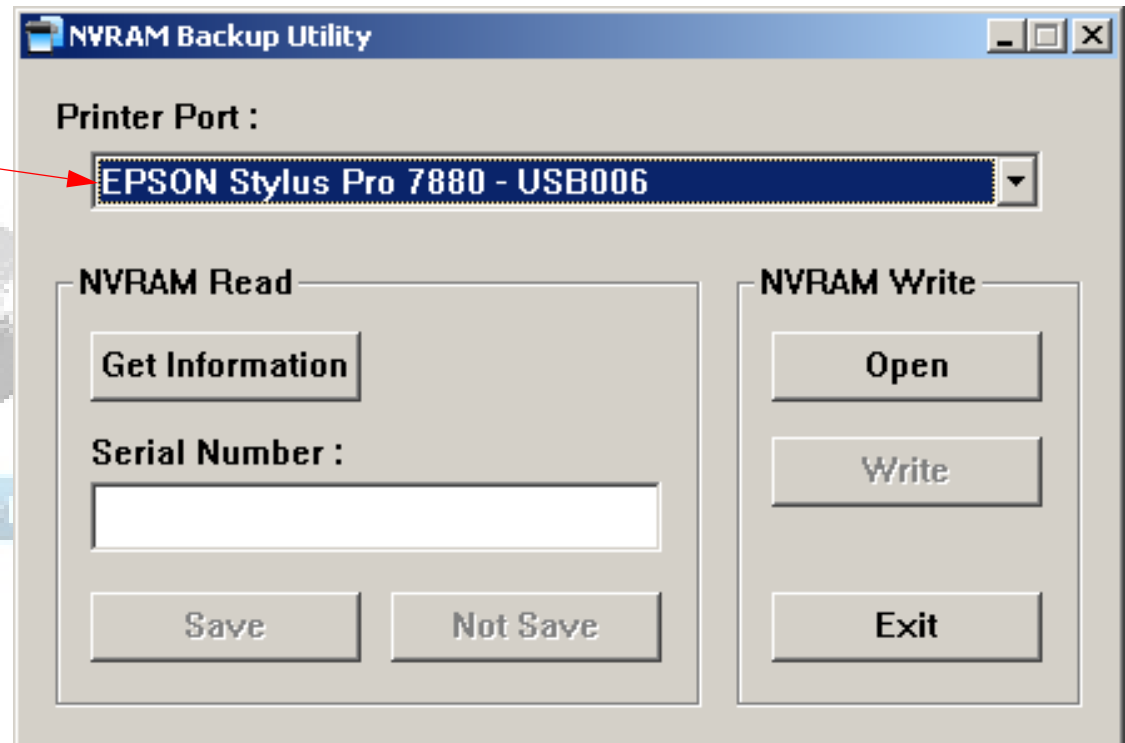 NVRAM Backup Utility
Printer Port :
EPSON Stylus Pro 7880 - USB006
NVRAM Read
Get Information
Serial Number :
Save
Not Save
NVRAM Write
Open
Write
Exit